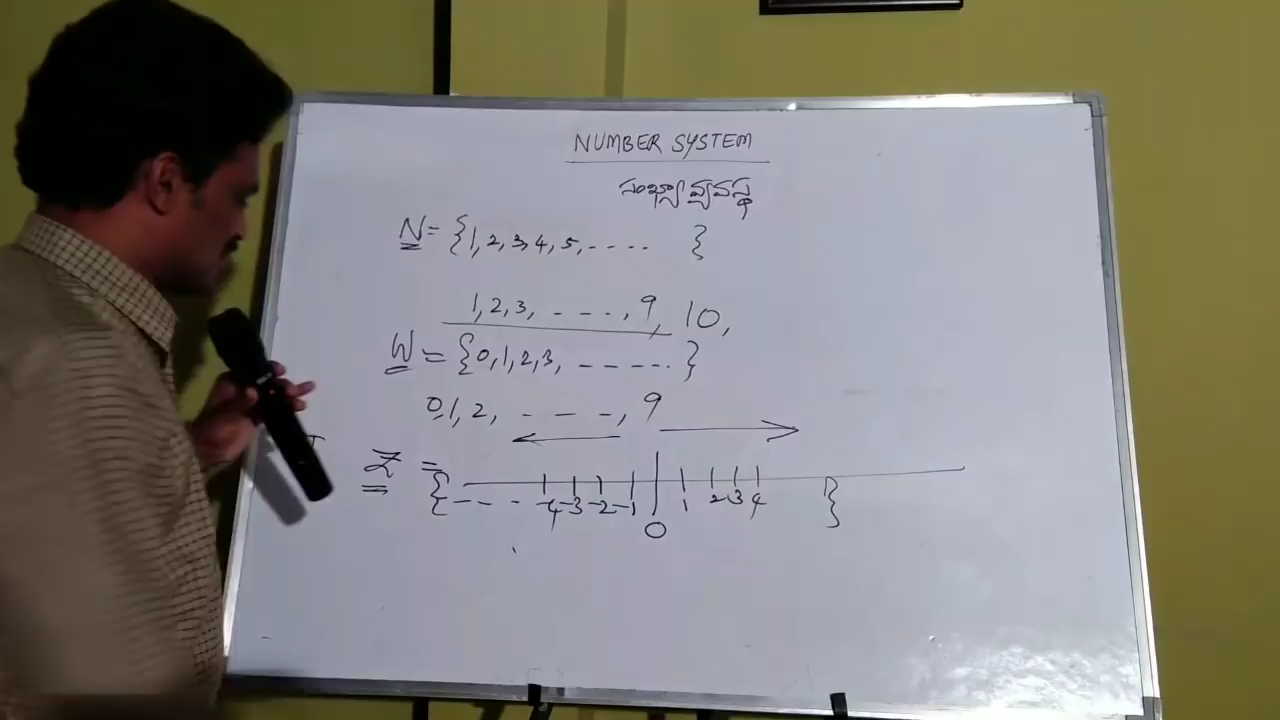 NUMBER SYSTEM
సంఖ్యా వ్యవస్థ
N = {1, 2, 3, 4, 5, - - - - }
1, 2, 3, - - - -, 9, 10,
W = {0, 1, 2, 3, - - - - - }
0, 1, 2, - - - -, 9
Z =
{ - - - -4 -3 -2 -1 0 1 2 3 4 }